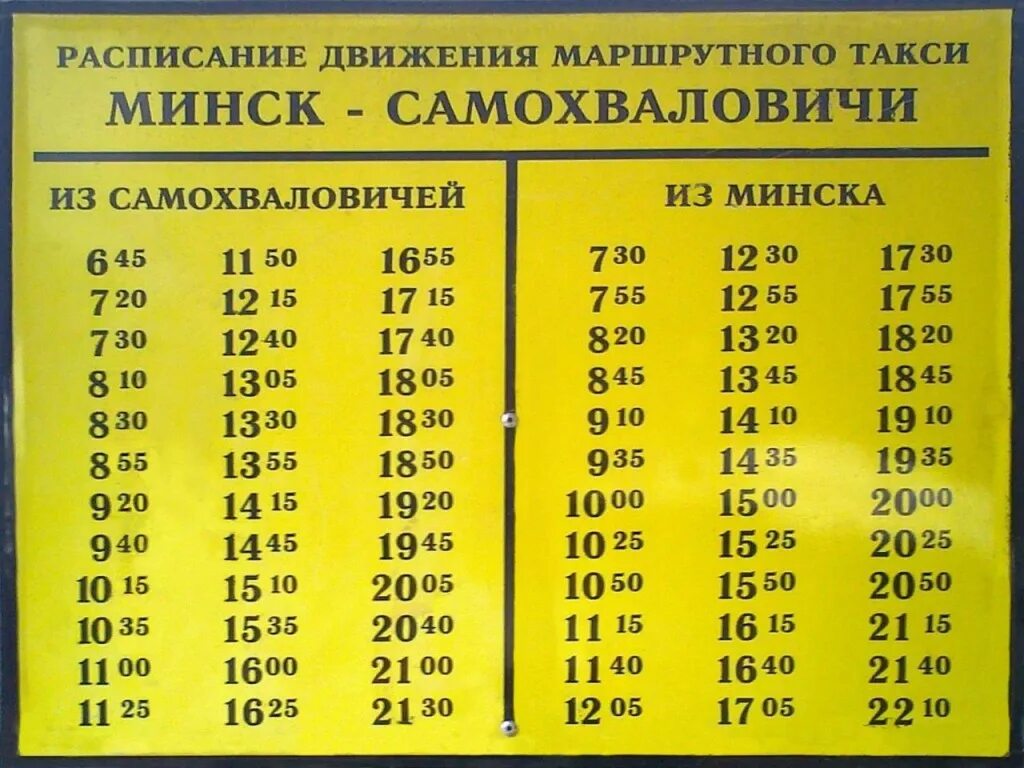 РАСПИСАНИЕ ДВИЖЕНИЯ МАРШРУТНОГО ТАКСИ
МИНСК - САМОХВАЛОВИЧИ
ИЗ САМОХВАЛОВИЧЕЙ
6 45 11 50 16 55
7 20 12 15 17 15
7 30 12 40 17 40
8 10 13 05 18 05
8 30 13 30 18 30
8 55 13 55 18 50
9 20 14 15 19 20
9 40 14 45 19 45
10 15 15 10 20 05
10 35 15 35 20 40
11 00 16 00 21 00
11 25 16 25 21 30
ИЗ МИНСКА
7 30 12 30 17 30
7 55 12 55 17 55
8 20 13 20 18 20
8 45 13 45 18 45
9 10 14 10 19 10
9 35 14 35 19 35
10 00 15 00 20 00
10 25 15 25 20 25
10 50 15 50 20 50
11 15 16 15 21 15
11 40 16 40 21 40
12 05 17 05 22 10